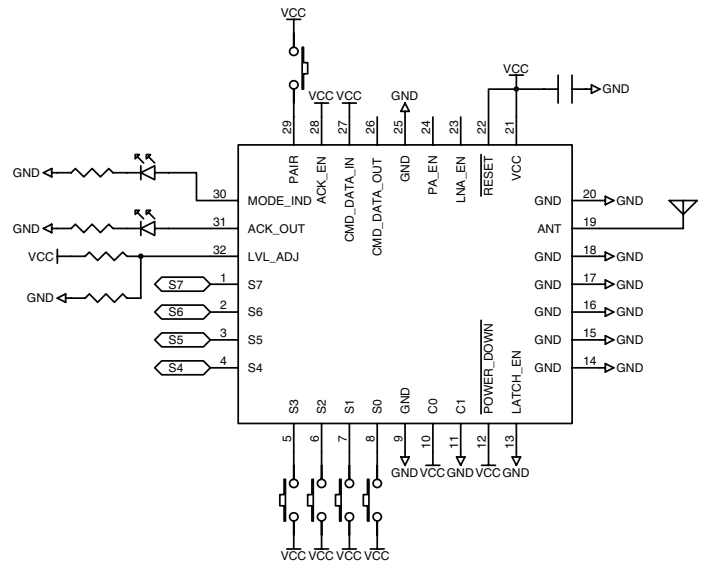 VCC
GND
VCC
VCC VCC
GND
29
28
27
26
25
24
23
22
21
PAIR
ACK_EN
CMD_DATA_IN
CMD_DATA_OUT
GND
PA_EN
LNA_EN
RESET
VCC
GND
30 MODE_IND
GND 20 GND
GND
31 ACK_OUT
ANT 19
VCC
32 LVL_ADJ
GND 18 GND
S7 1 S7
GND 17 GND
GND
S6 2 S6
GND 16 GND
S5 3 S5
GND 15 GND
S4 4 S4
GND 14 GND
S3
S2
S1
S0
GND
C0
C1
POWER_DOWN
LATCH_EN
5
6
7
8
9
10
11
12
13
GND VCC GND VCC GND
VCC VCC VCC VCC